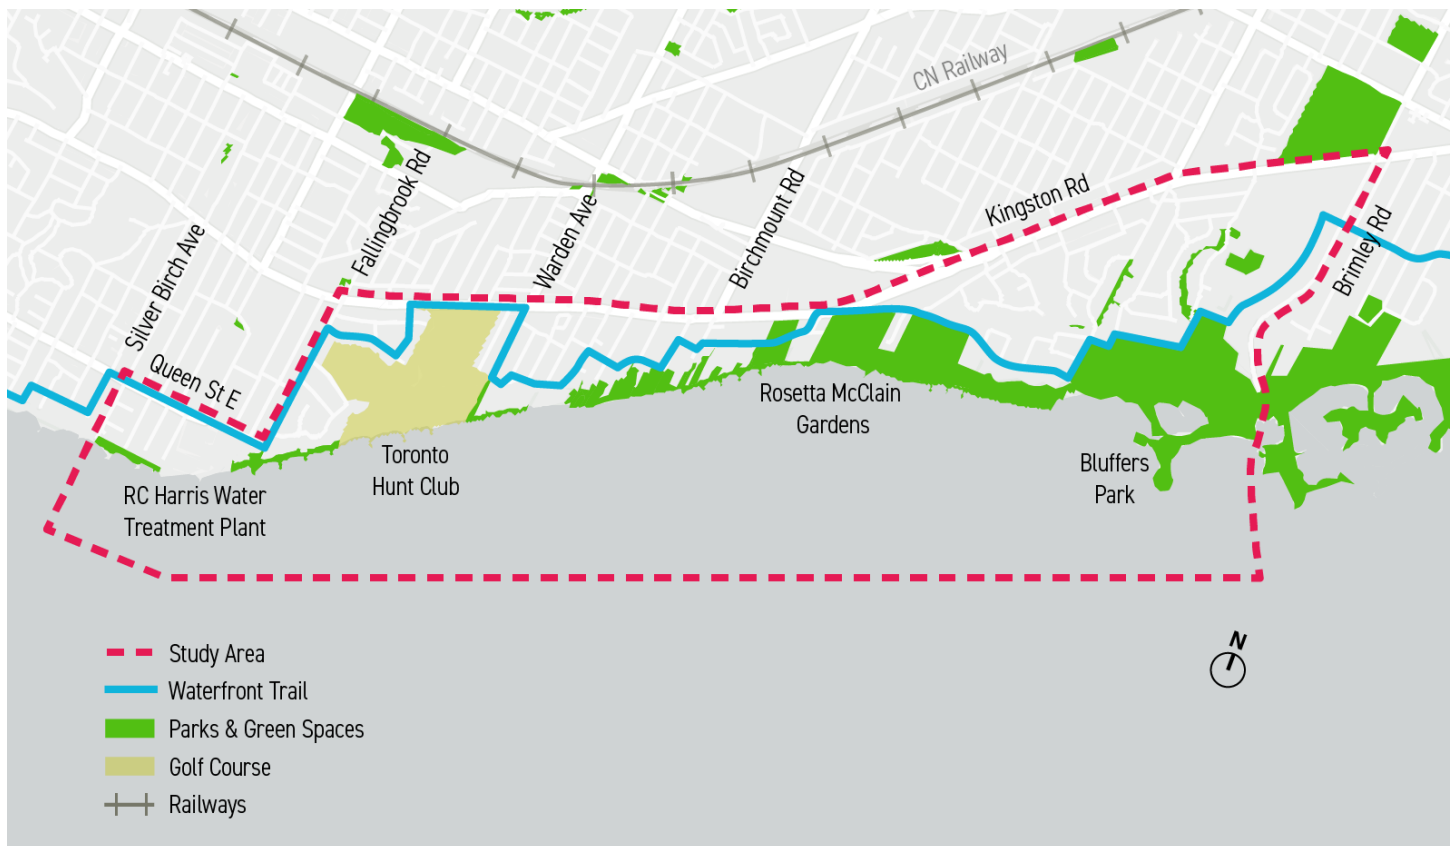 CN Railway
Fallingbrook Rd
Silver Birch Ave
Queen St E
Warden Ave
Birchmount Rd
Kingston Rd
Brimley Rd
Rosetta McClain
Gardens
Toronto
Hunt Club
Bluffers
Park
RC Harris Water
Treatment Plant
N
Study Area
Waterfront Trail
Parks & Green Spaces
Golf Course
Railways